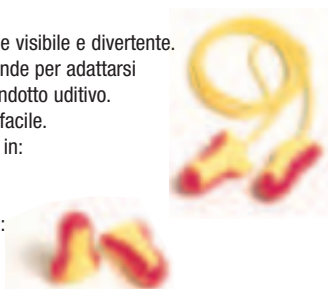 e visibile e divertente.
nde per adattarsi
ndotto uditivo.
facile.
in:
: